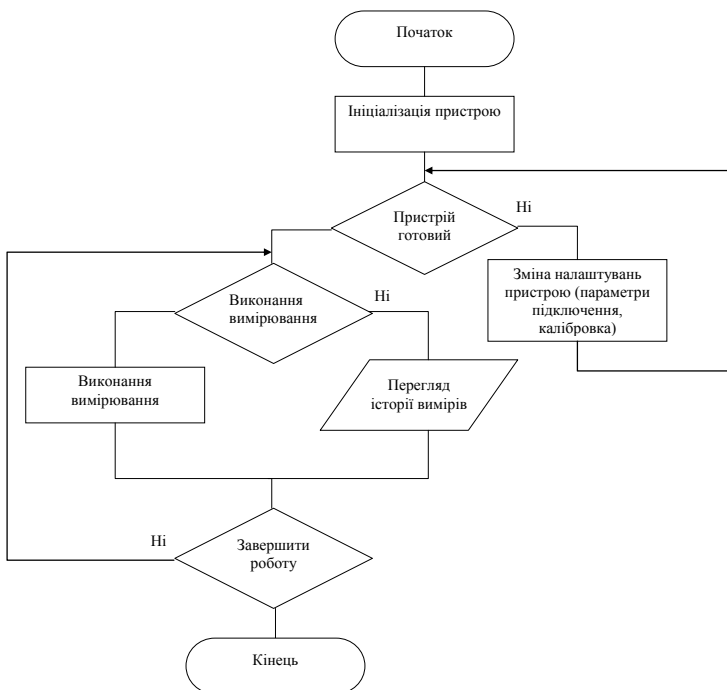 Початок
Ініціалізація пристрою
Ні
Пристрій
готовий
Зміна налаштувань
пристрою (параметри
підключення,
калібровка)
Ні
Виконання
вимірювання
Виконання
вимірювання
Перегляд
історії вимірів
Ні
Завершити
роботу
Кінець